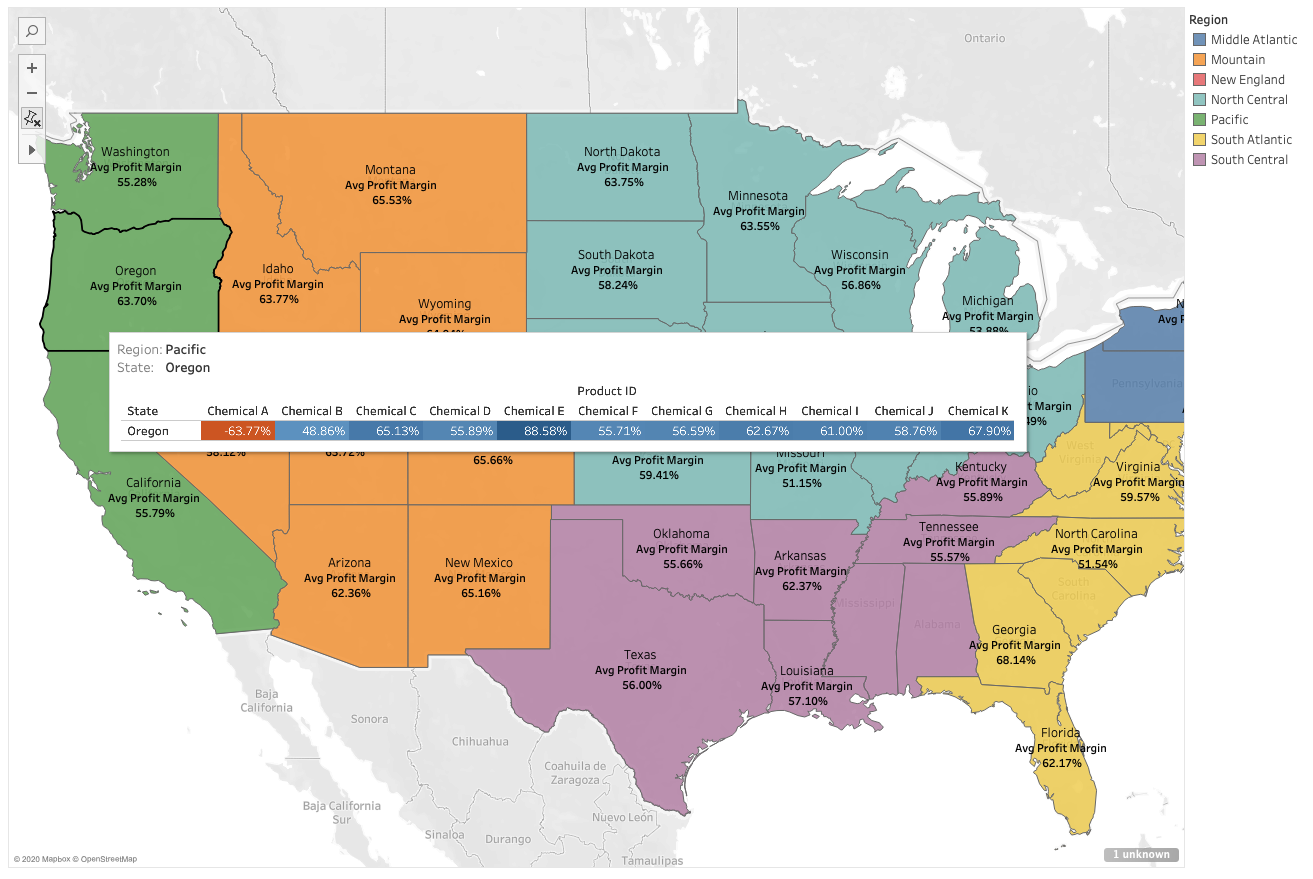 Region
Middle Atlantic
Mountain
New England
North Central
Pacific
South Atlantic
South Central
Ontario
Washington
Avg Profit Margin
55.28%
Montana
Avg Profit Margin
65.53%
North Dakota
Avg Profit Margin
63.75%
Minnesota
Avg Profit Margin
63.55%
Oregon
Avg Profit Margin
63.70%
Idaho
Avg Profit Margin
63.77%
South Dakota
Avg Profit Margin
58.24%
Wisconsin
Avg Profit Margin
56.86%
Wyoming
Avg Profit Margin
Michigan
Avg Profit Margin
53.88%
Region: Pacific
State: Oregon
Product ID
State Chemical A Chemical B Chemical C Chemical D Chemical E Chemical F Chemical G Chemical H Chemical I Chemical J Chemical K
Oregon -63.77% 48.86% 65.13% 55.89% 88.58% 55.71% 56.59% 62.67% 61.00% 58.76% 67.90%
Pennsylvania
West
Virginia
58.12%
63.72%
65.66%
Avg Profit Margin
59.41%
Missouri
Avg Profit Margin
51.15%
Kentucky
Avg Profit Margin
55.89%
Virginia
Avg Profit Margin
59.57%
California
Avg Profit Margin
55.79%
Oklahoma
Avg Profit Margin
55.66%
Tennessee
Avg Profit Margin
55.57%
North Carolina
Avg Profit Margin
51.54%
Arizona
Avg Profit Margin
62.36%
New Mexico
Avg Profit Margin
65.16%
Arkansas
Avg Profit Margin
62.37%
Mississippi
Alabama
South
Carolina
Georgia
Avg Profit Margin
68.14%
Texas
Avg Profit Margin
56.00%
Louisiana
Avg Profit Margin
57.10%
Florida
Avg Profit Margin
62.17%
Baja
California
Sonora
Chihuahua
Coahuila de
Zaragoza
Baja California
Sur
Nuevo León
Sinaloa
Durango
Tamaulipas
© 2020 Mapbox © OpenStreetMap
1 unknown